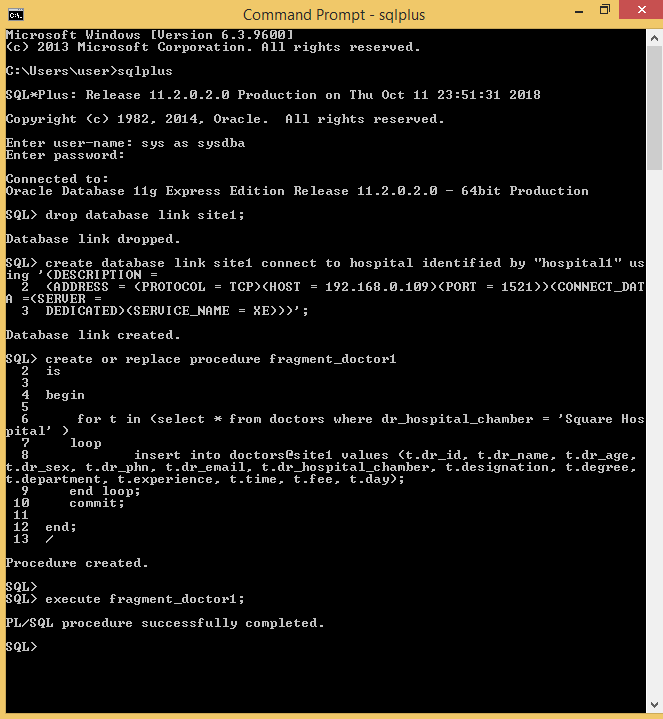 Command Prompt - sqlplus
Microsoft Windows [Version 6.3.9600]
(c) 2013 Microsoft Corporation. All rights reserved.
C:\Users\user>sqlplus
SQL*Plus: Release 11.2.0.2.0 Production on Thu Oct 11 23:51:31 2018
Copyright (c) 1982, 2014, Oracle.  All rights reserved.
Enter user-name: sys as sysdba
Enter password:
Connected to:
Oracle Database 11g Express Edition Release 11.2.0.2.0 - 64bit Production
SQL> drop database link site1;
Database link dropped.
SQL> create database link site1 connect to hospital identified by "hospital1" us
ing '(DESCRIPTION =
  2  (ADDRESS = (PROTOCOL = TCP)(HOST = 192.168.0.109)(PORT = 1521))(CONNECT_DAT
A =(SERVER =
  3  DEDICATED)(SERVICE_NAME = XE)))';
Database link created.
SQL> create or replace procedure fragment_doctor1
  2  is
  3
  4  begin
  5
  6      for t in (select * from doctors where dr_hospital_chamber = 'Square Hos
pital' )
  7     loop
  8             insert into doctors@site1 values (t.dr_id, t.dr_name, t.dr_age,
t.dr_sex, t.dr_phn, t.dr_email, t.dr_hospital_chamber, t.designation, t.degree,
t.department, t.experience, t.time, t.fee, t.day);
  9     end loop;
 10     commit;
 11
 12  end;
 13  /
Procedure created.
SQL>
SQL> execute fragment_doctor1;
PL/SQL procedure successfully completed.
SQL>